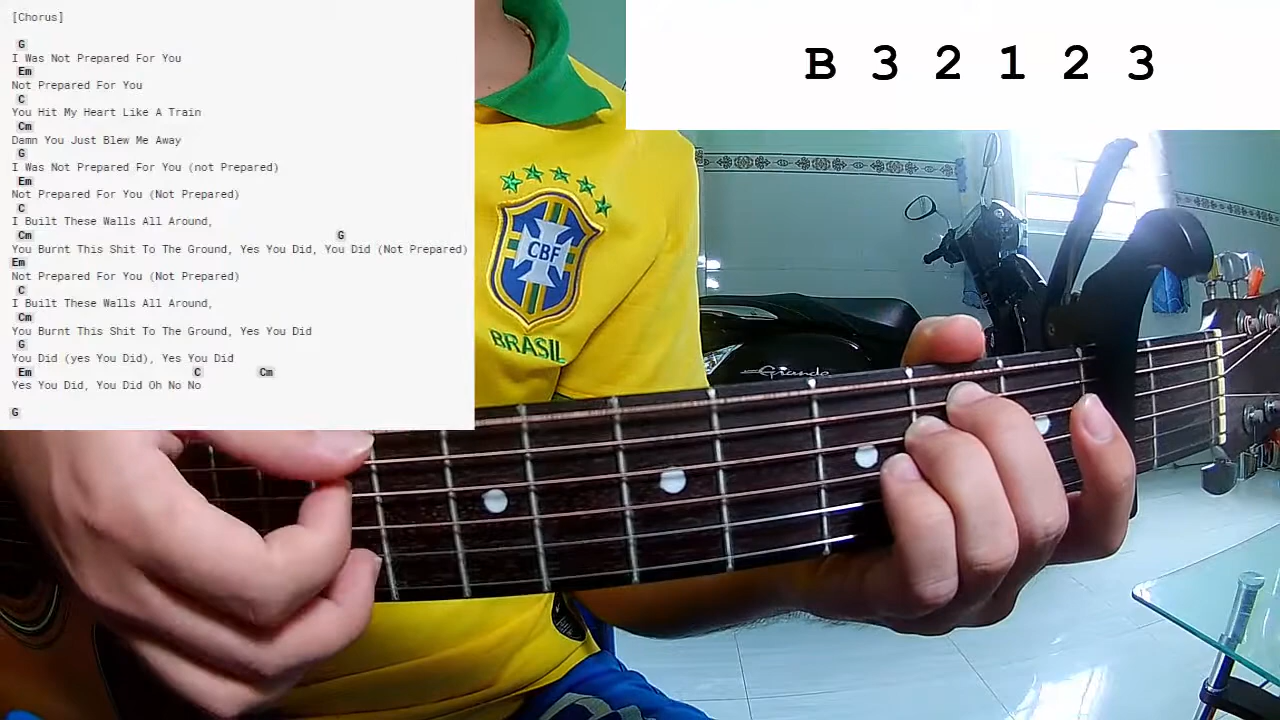 [Chorus]
G
I Was Not Prepared For You
Em
Not Prepared For You
C
You Hit My Heart Like A Train
Cm
Damn You Just Blew Me Away
G
I Was Not Prepared For You (not Prepared)
Em
Not Prepared For You (Not Prepared)
C
I Built These Walls All Around,
Cm G
You Burnt This Shit To The Ground, Yes You Did, You Did (Not Prepared)
Em
Not Prepared For You (Not Prepared)
C
I Built These Walls All Around,
Cm
You Burnt This Shit To The Ground, Yes You Did
G
You Did (yes You Did), Yes You Did
Em C Cm
Yes You Did, You Did Oh No No
G
B 3 2 1 2 3
CBF
BRASIL
Grande